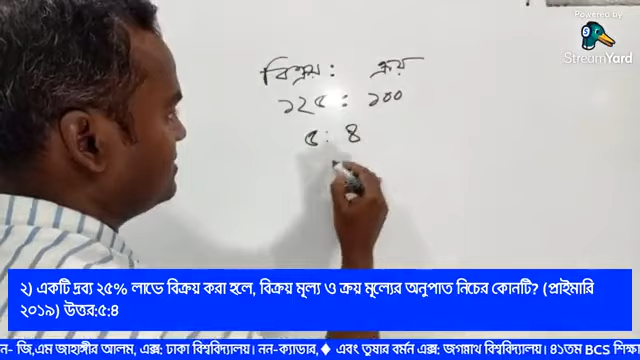 Powered by
StreamYard
বিক্রয় : ক্রয়
১২৫ : ১০০
৫ : ৪
২) একটি দ্রব্য ২৫% লাভে বিক্রয় করা হলে, বিক্রয় মূল্য ও ক্রয় মূল্যের অনুপাত নিচের কোনটি? (প্রাইমারি
২০১৯) উত্তর:৫:৪
ন- জি,এম জাহাঙ্গীর আলম, এক্স: ঢাকা বিশ্ববিদ্যালয়। নন-ক্যাডার,♦ এবং তুষার বর্মন এক্স: জগন্নাথ বিশ্ববিদ্যালয়। ৪১তম BCS শিক্ষা